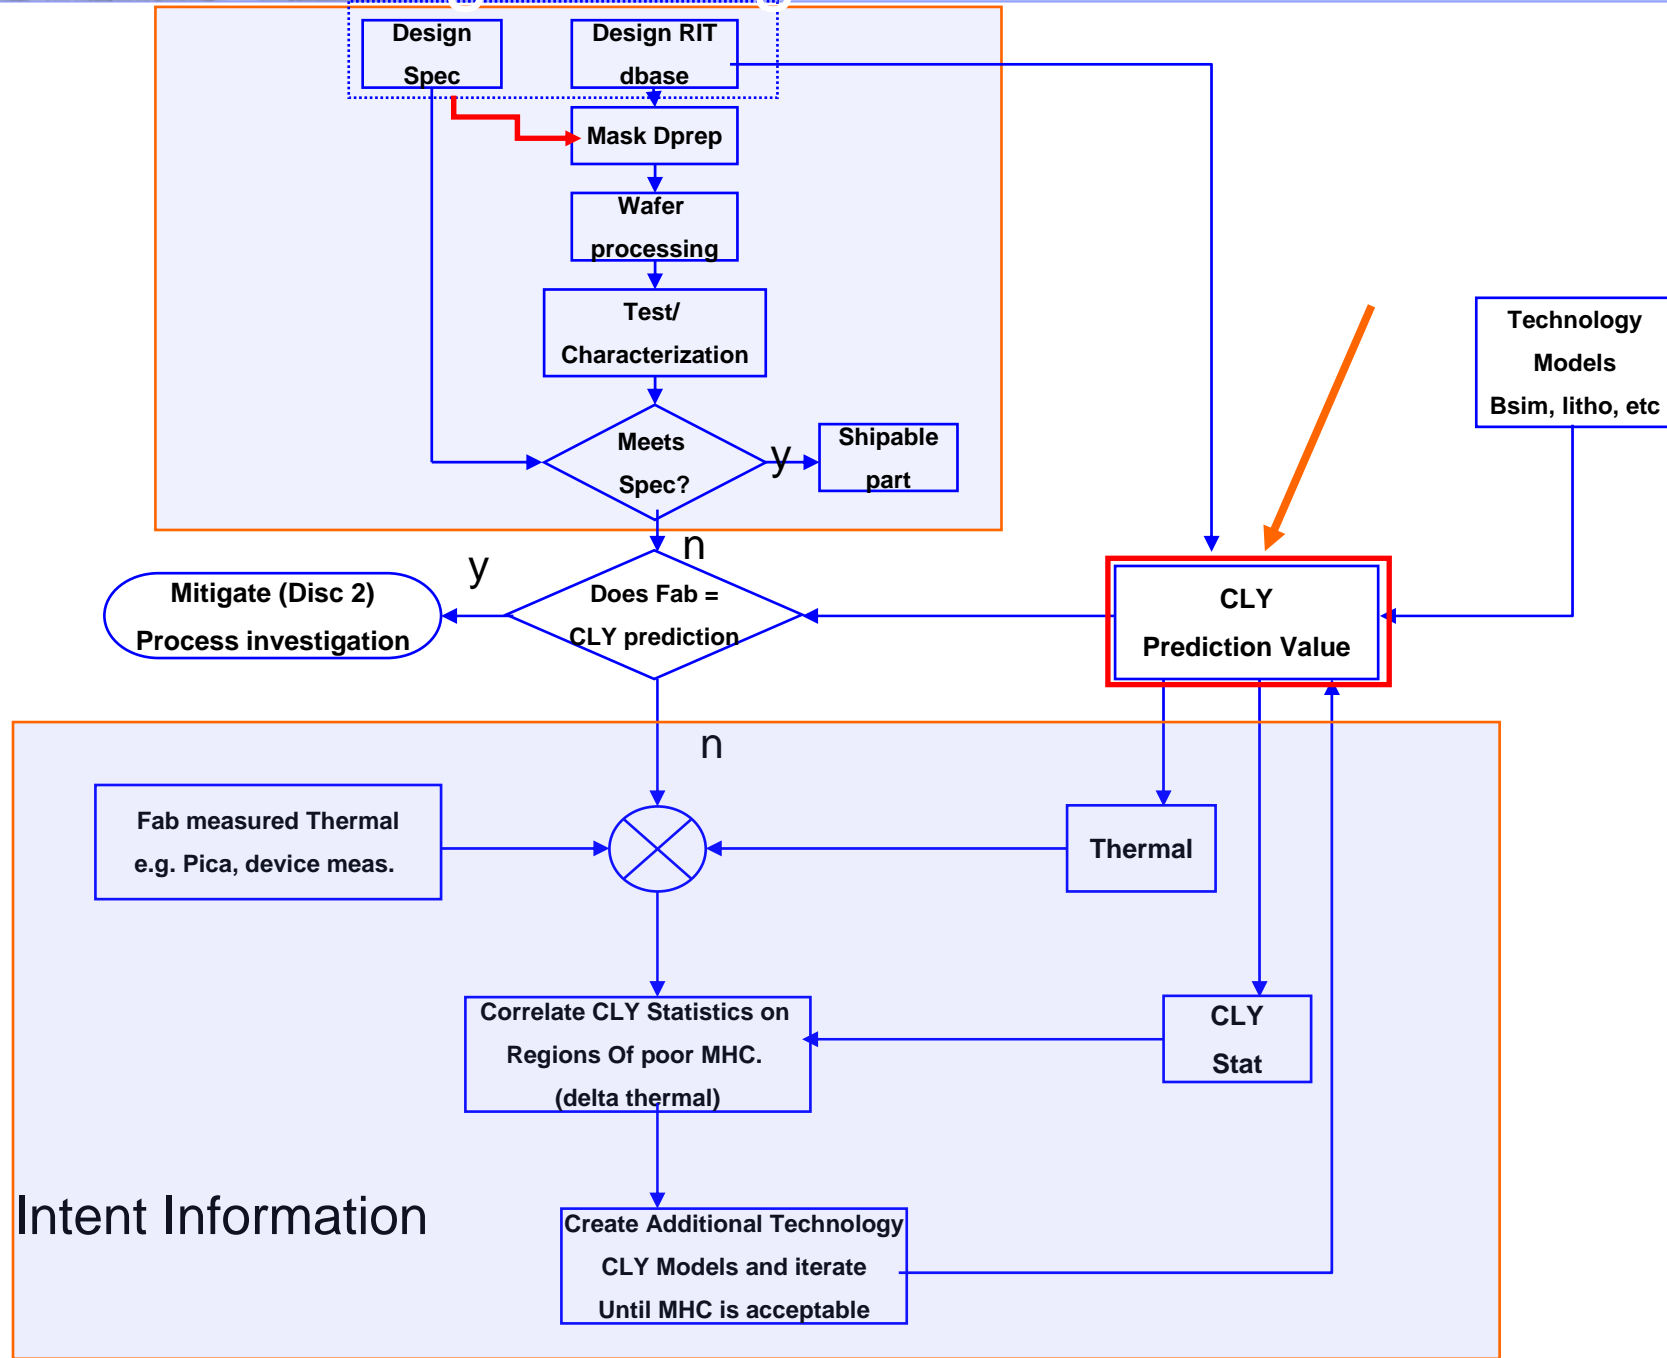 Design
Spec
Design RIT
dbase
Mask Dprep
Wafer
processing
Test/
Characterization
Meets
Spec?
y
Shipable
part
n
Technology
Models
Bsim, litho, etc
y
Mitigate (Disc 2)
Process investigation
Does Fab =
CLY prediction
CLY
Prediction Value
n
Fab measured Thermal
e.g. Pica, device meas.
Thermal
Correlate CLY Statistics on
Regions Of poor MHC.
(delta thermal)
CLY
Stat
Intent Information
Create Additional Technology
CLY Models and iterate
Until MHC is acceptable